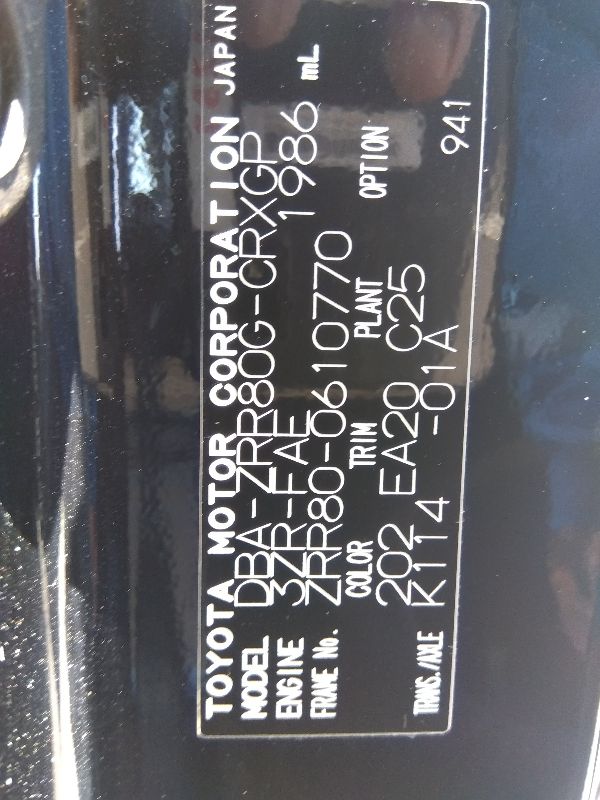 TOYOTA MOTOR CORPORATION JAPAN
MODEL DBA-ZRR80G-CRXGP
ENGINE 3ZR-FAE 1986 mL
FRAME No. ZRR80-0610770
COLOR TRIM PLANT OPTION
202 EA20 C25
TRANS./AXLE K114 -01A 941